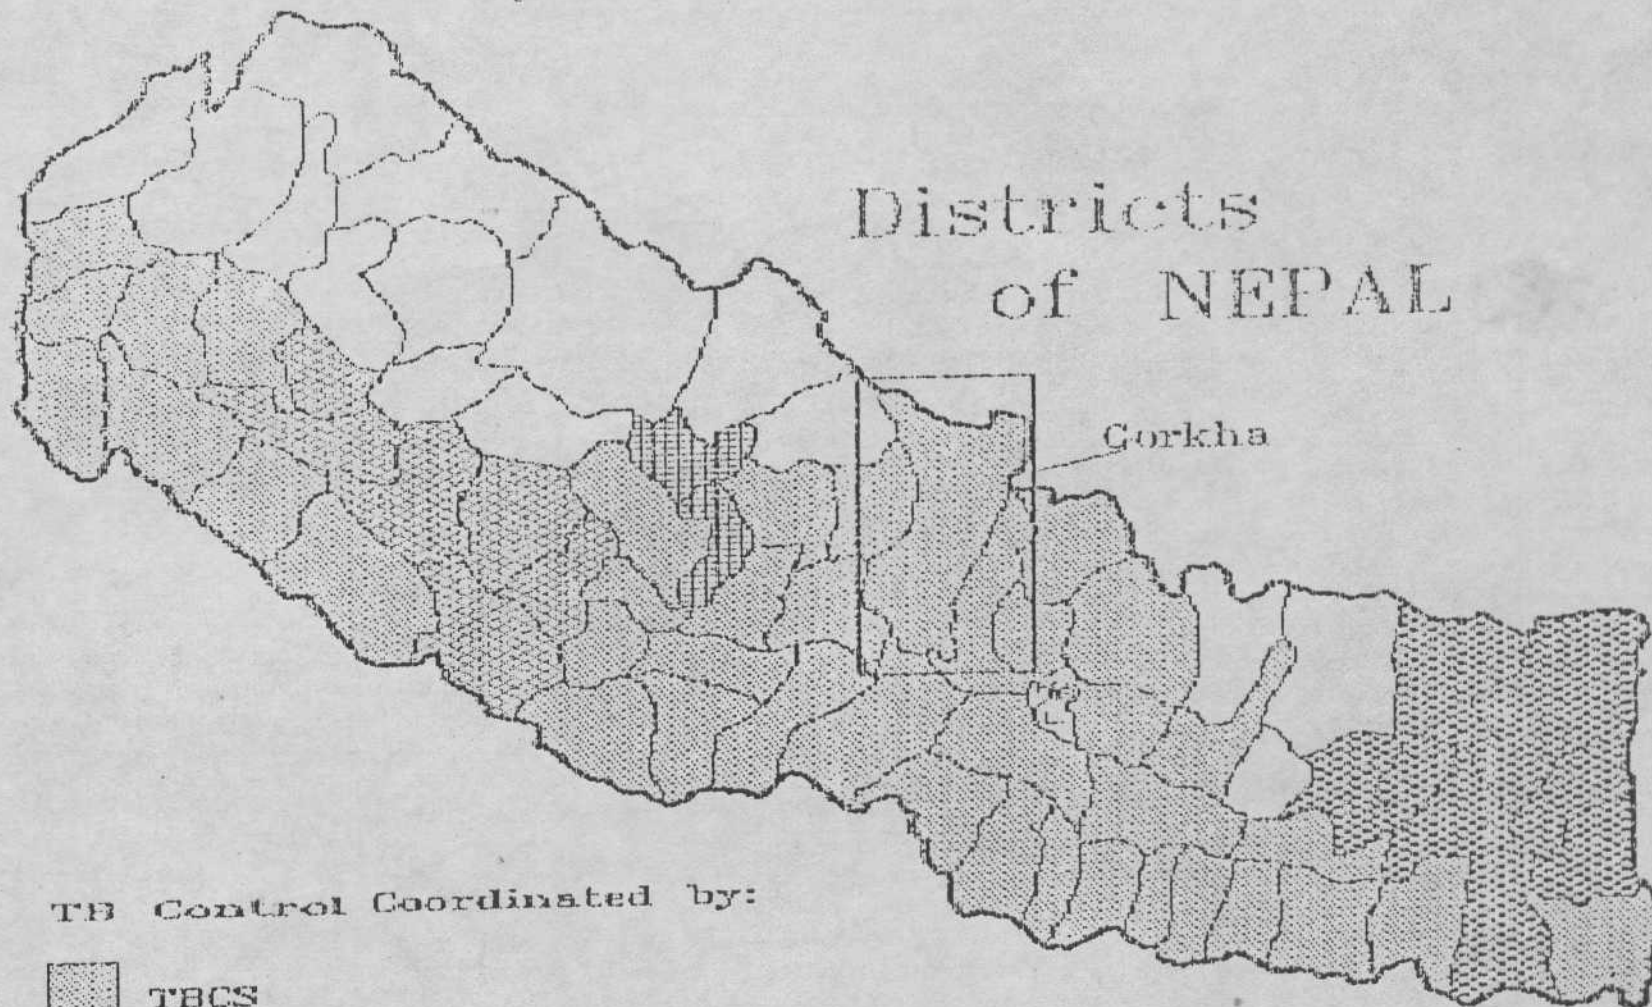 Districts
of NEPAL
Gorkha
TB Control Coordinated by:
TBCS